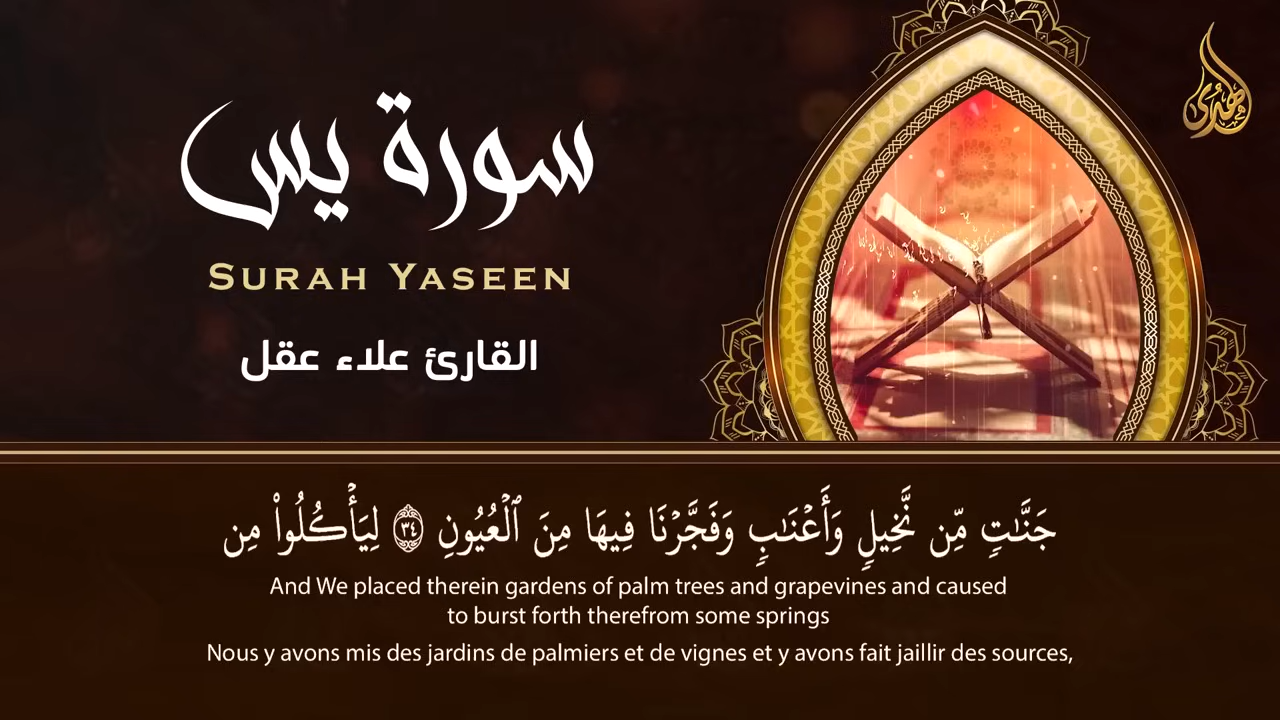 سورة يس
SURAH YASEEN
القارئ علاء عقل
الهدى
جَنَّـٰتٍ مِّن نَّخِيلٍ وَأَعْنَـٰبٍ وَفَجَّرْنَا فِيهَا مِنَ ٱلْعُيُونِ ٣٤ لِيَأْكُلُوا۟ مِن
And We placed therein gardens of palm trees and grapevines and caused
to burst forth therefrom some springs
Nous y avons mis des jardins de palmiers et de vignes et y avons fait jaillir des sources,